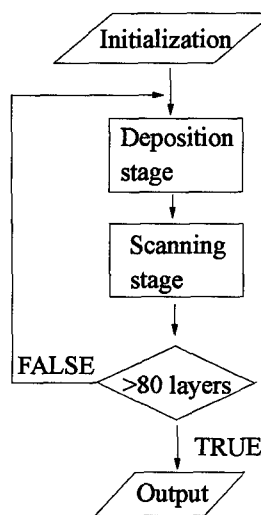 Initialization
Deposition
stage
Scanning
stage
>80 layers
FALSE
TRUE
Output